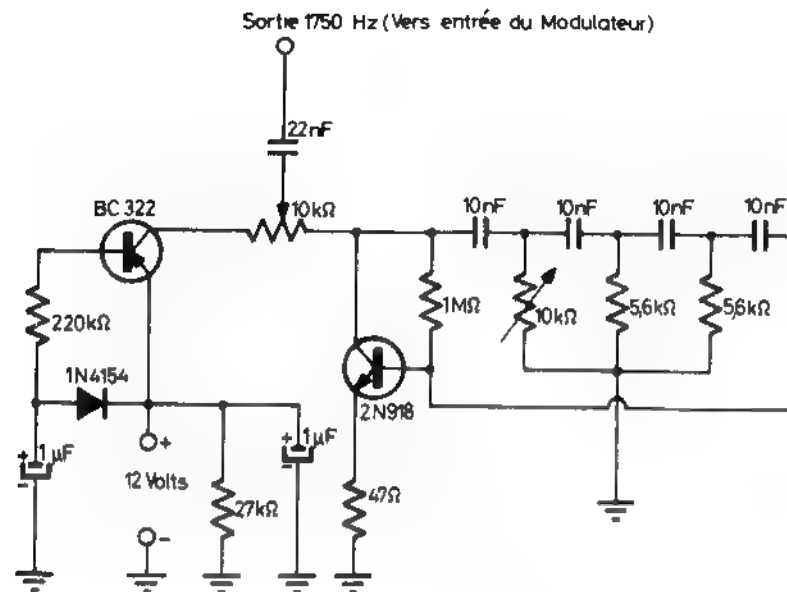 Sortie 1750 Hz (Vers entrée du Modulateur)
22nF
BC 322
10kΩ
10nF
10nF
10nF
10nF
220kΩ
1MΩ
10kΩ
5,6kΩ
5,6kΩ
1N4154
2N918
+
+
1µF
-
12 Volts
-
27kΩ
+
1µF
-
47Ω